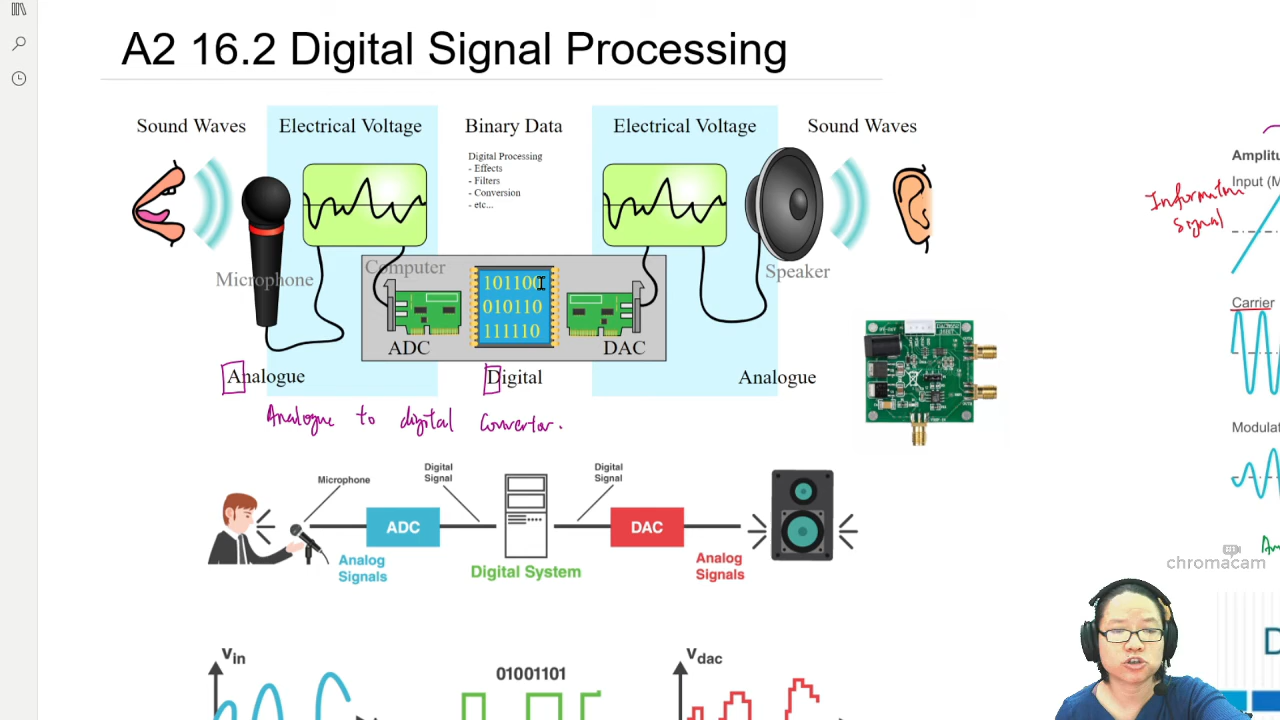 A2 16.2 Digital Signal Processing
Sound Waves
Electrical Voltage
Binary Data
Electrical Voltage
Sound Waves
Digital Processing
- Effects
- Filters
- Conversion
- etc...
Microphone
Computer
101100
010110
111110
ADC
DAC
Speaker
Analogue
Digital
Analogue
Analogue to digital Convertor.
Microphone
Digital
Signal
Digital
Signal
ADC
DAC
Analog
Signals
Digital System
Analog
Signals
Vin
01001101
Vdac
Amplitu
Input (M
Signal
Carrier
Modulat
chromacam
D